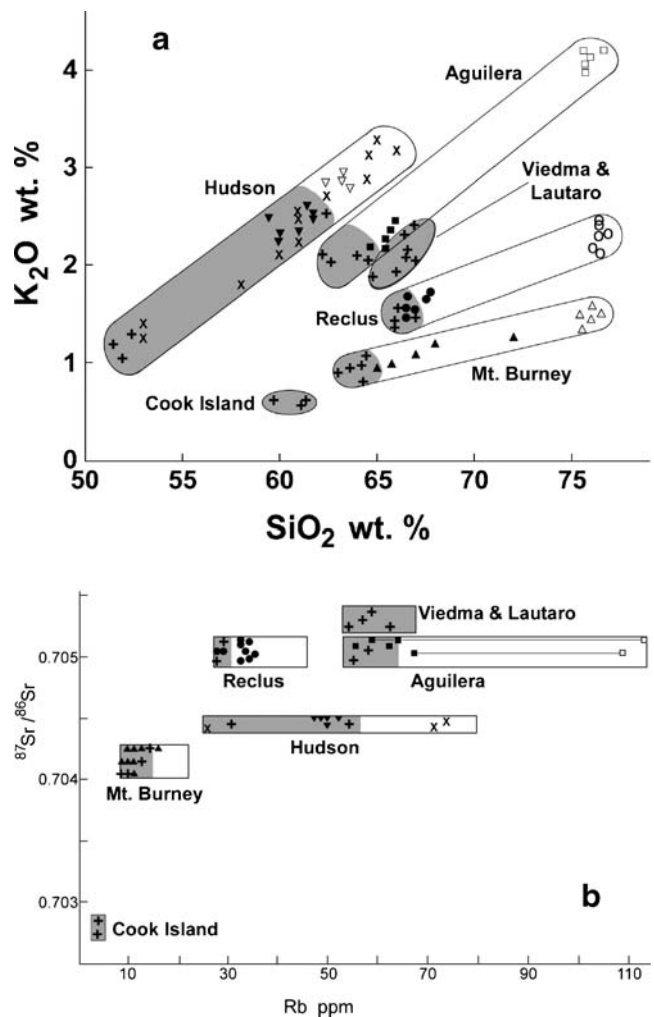 a
Aguilera
Viedma &
Lautaro
Hudson
Reclus
Mt. Burney
Cook Island
K2O wt. %
4
3
2
1
0
50 55 60 65 70 75
SiO2 wt. %
Viedma & Lautaro
Reclus
Aguilera
Hudson
Mt. Burney
Cook Island
b
87Sr/86Sr
0.705
0.704
0.703
10 30 50 70 90 110
Rb ppm